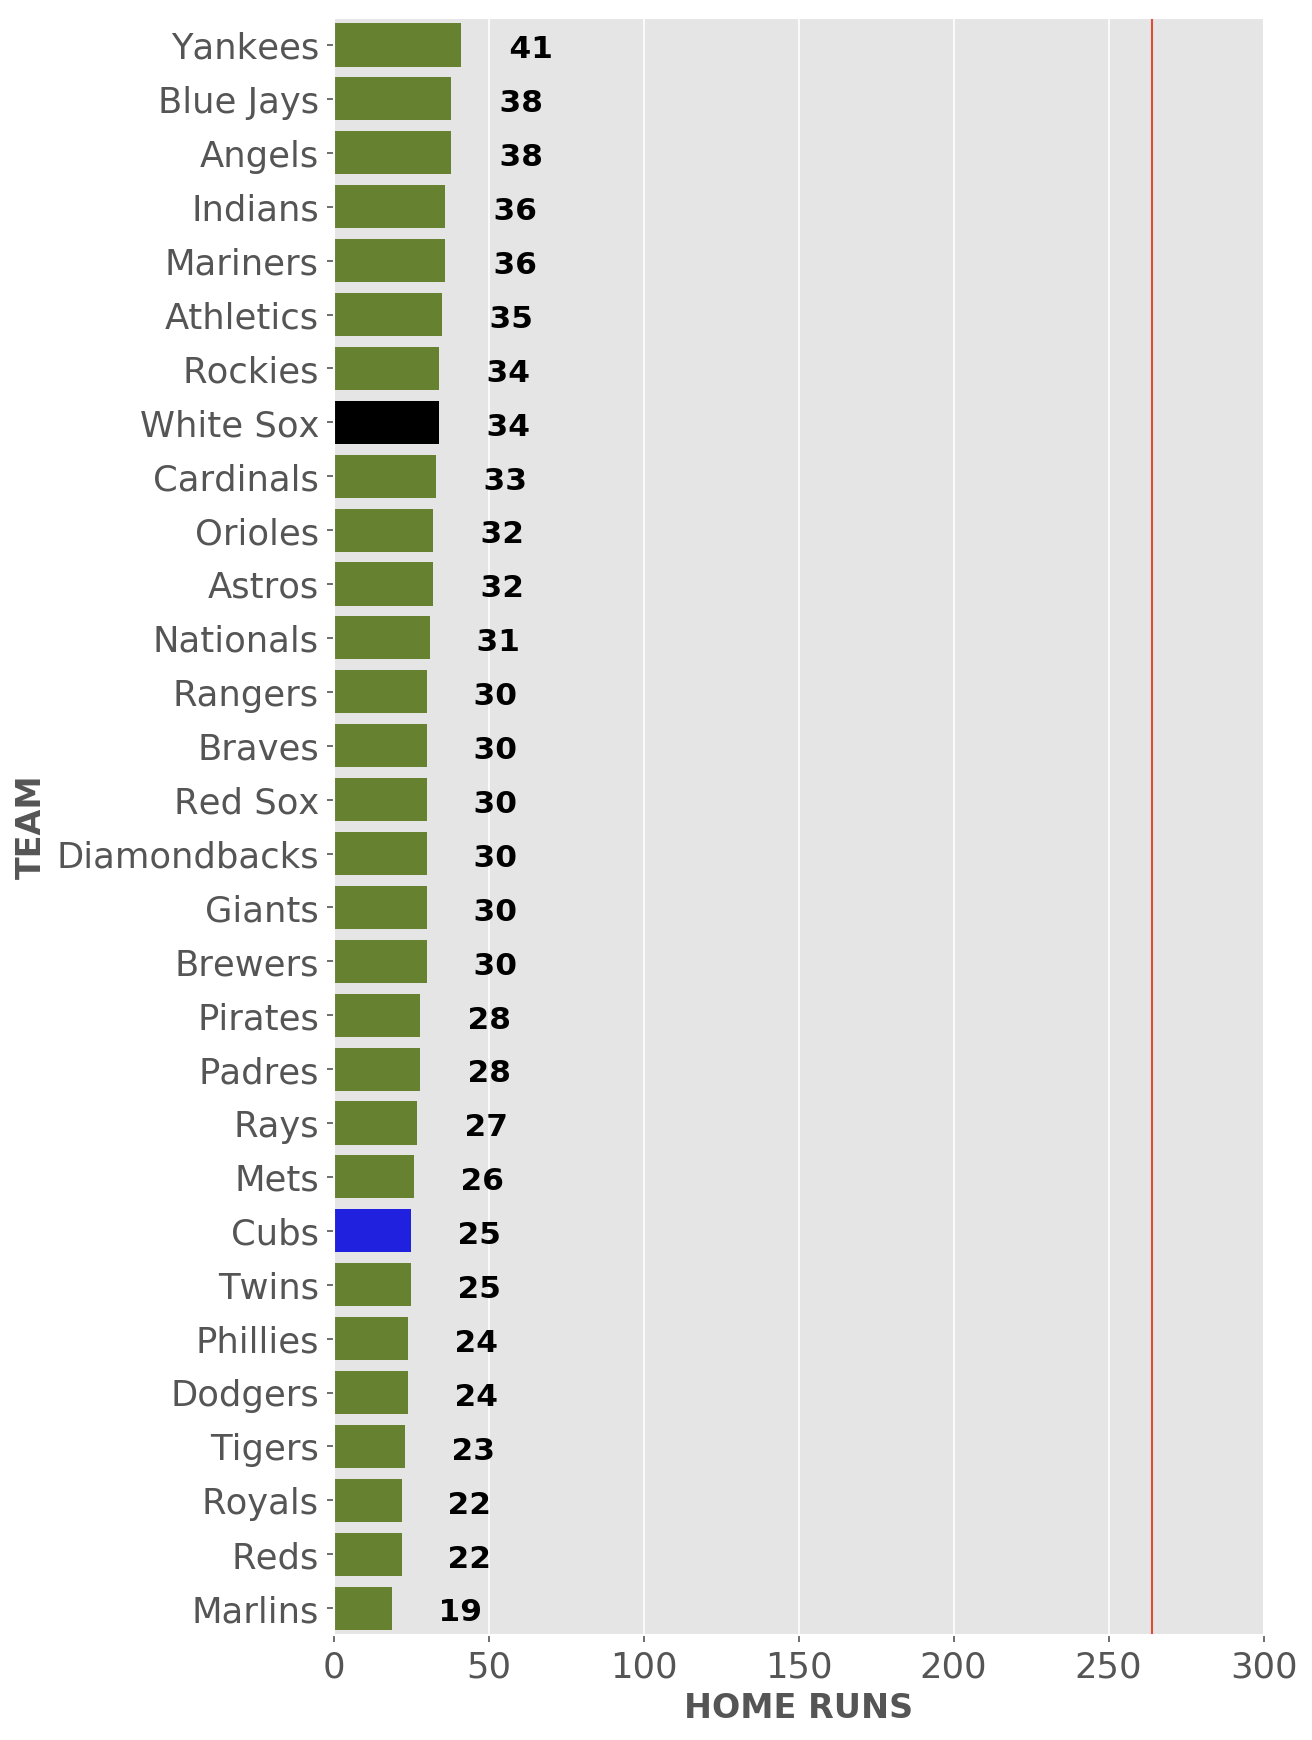 Yankees 41
Blue Jays 38
Angels 38
Indians 36
Mariners 36
Athletics 35
Rockies 34
White Sox 34
Cardinals 33
Orioles 32
Astros 32
Nationals 31
Rangers 30
Braves 30
Red Sox 30
Diamondbacks 30
Giants 30
Brewers 30
Pirates 28
Padres 28
Rays 27
Mets 26
Cubs 25
Twins 25
Phillies 24
Dodgers 24
Tigers 23
Royals 22
Reds 22
Marlins 19
TEAM
0 50 100 150 200 250 300
HOME RUNS